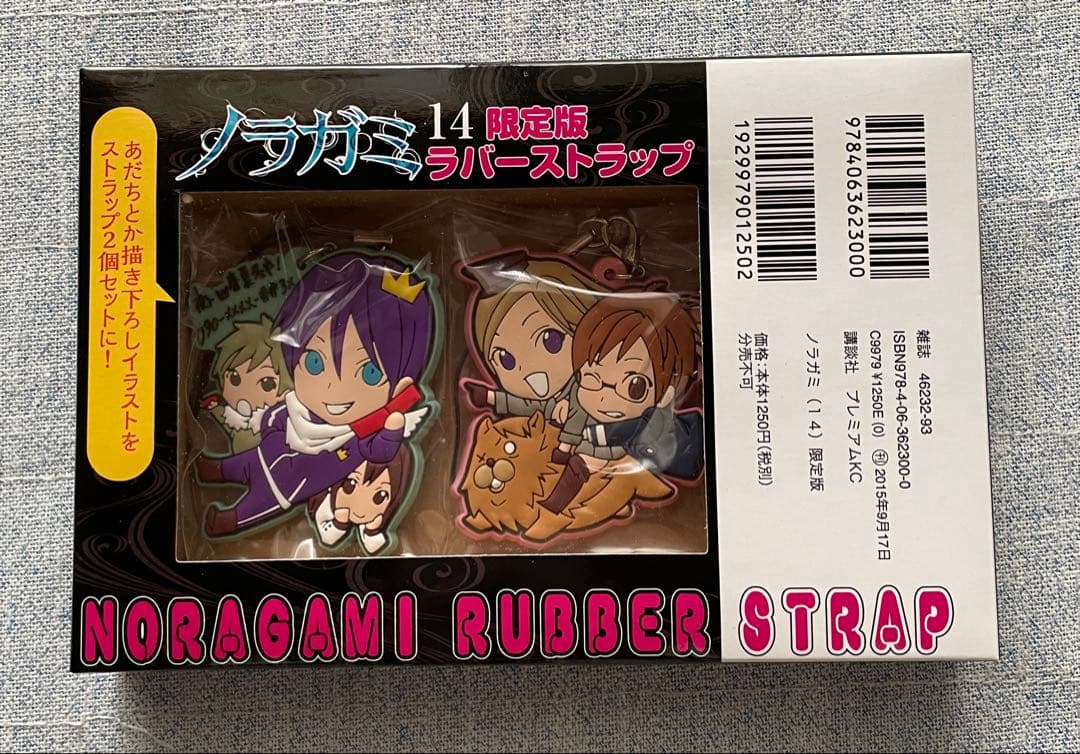 ノラガミ 14 限定版
ラバーストラップ
あだちとか描き下ろしイラストを
ストラップ2個セットに!
NORAGAMI RUBBER STRAP
9784063623000
1929979012502
雑誌 46232-93
ISBN978-4-06-362300-0
C9979 ¥1250E (0) ㊖ 2015年9月17日
講談社 プレミアムKC
ノラガミ(14)限定版
価格:本体1250円(税別)
分売不可